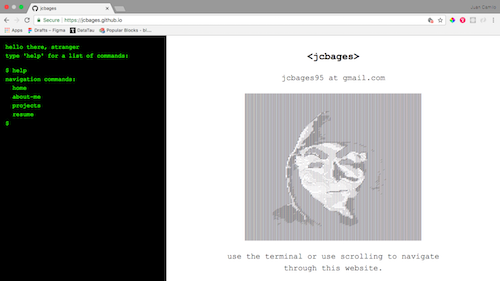 jcbages
Juan Camilo
Secure | https://jcbages.github.io
Apps
Drafts - Figma
DataTau
Popular Blocks - bl...
hello there, stranger
type 'help' for a list of commands:
$ help
navigation commands:
home
about-me
projects
resume
$
<jcbages>
jcbages95 at gmail.com
use the terminal or use scrolling to navigate
through this website.